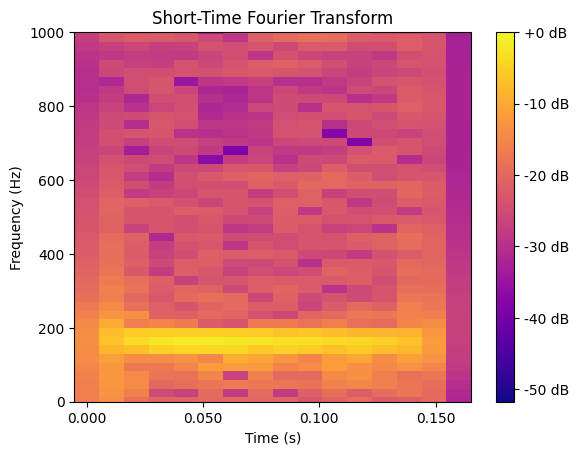 Short-Time Fourier Transform
1000
800
600
400
200
0
Frequency (Hz)
0.000
0.050
0.100
0.150
Time (s)
+0 dB
-10 dB
-20 dB
-30 dB
-40 dB
-50 dB